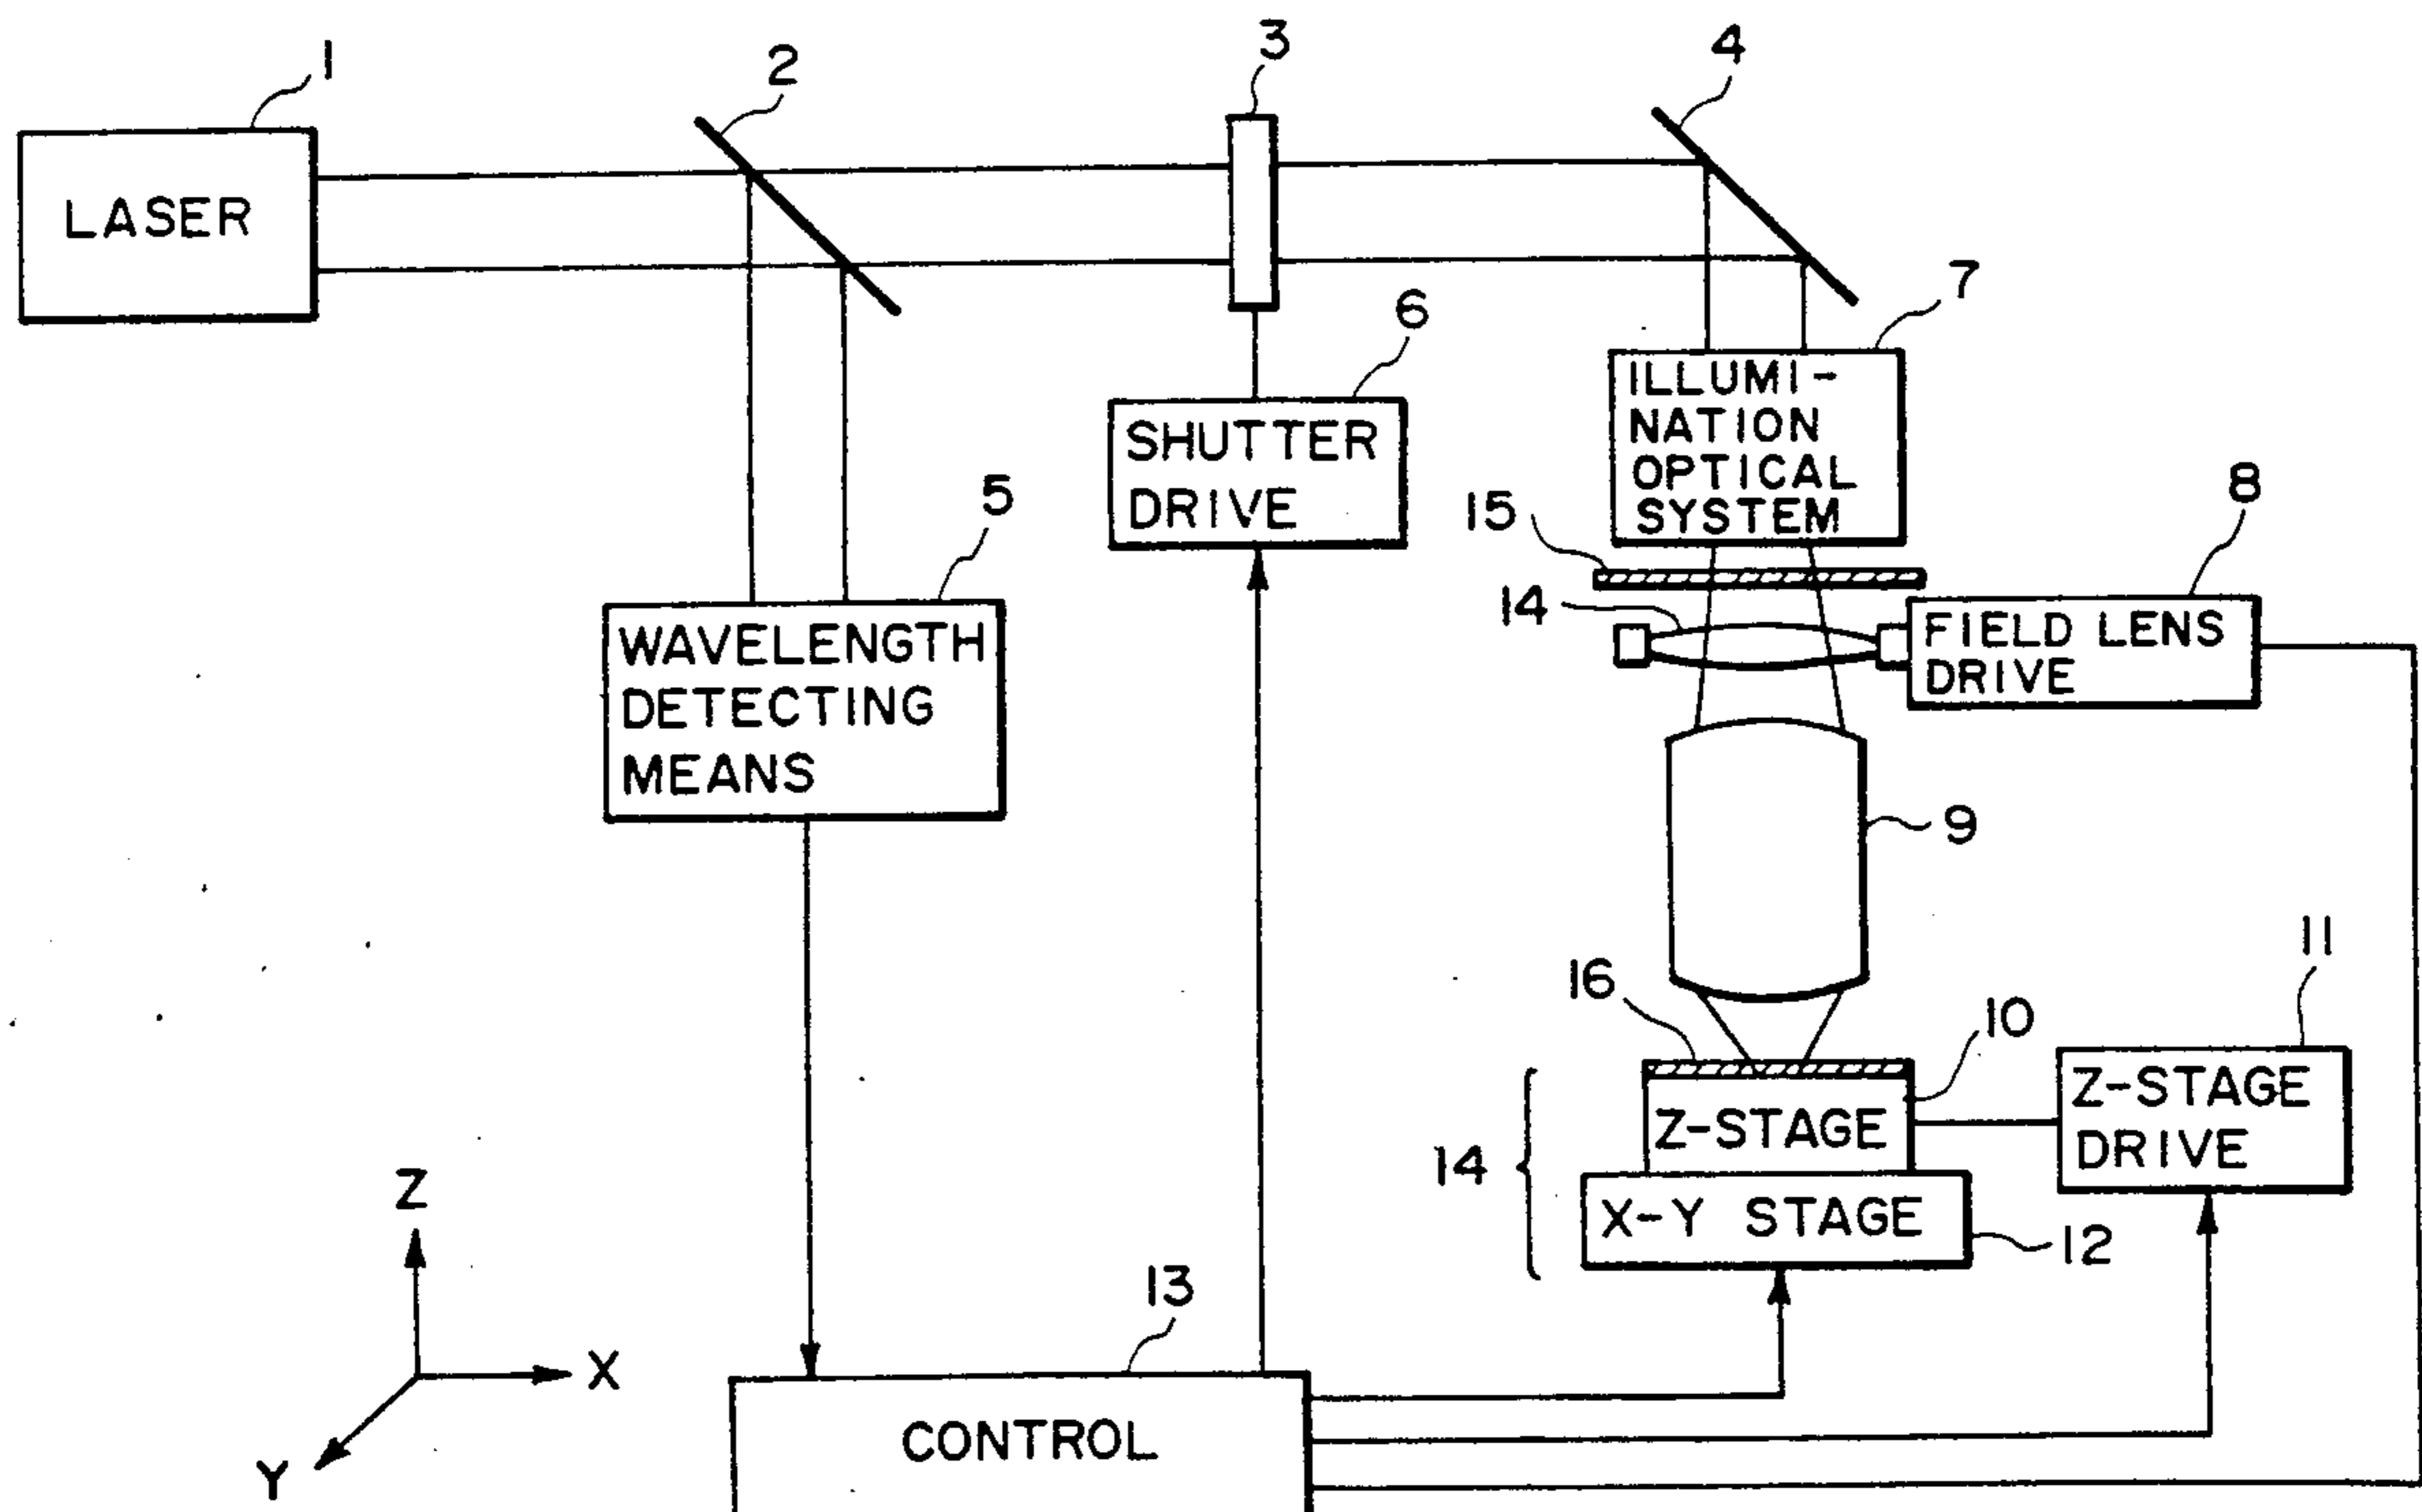 1
2
3
4
LASER
7
6
ILLUMI-
NATION
OPTICAL
SYSTEM
SHUTTER
DRIVE
5
15
8
14
WAVELENGTH
DETECTING
MEANS
FIELD LENS
DRIVE
9
11
16
10
Z-STAGE
DRIVE
Z-STAGE
14
X-Y STAGE
12
Z
X
Y
13
CONTROL